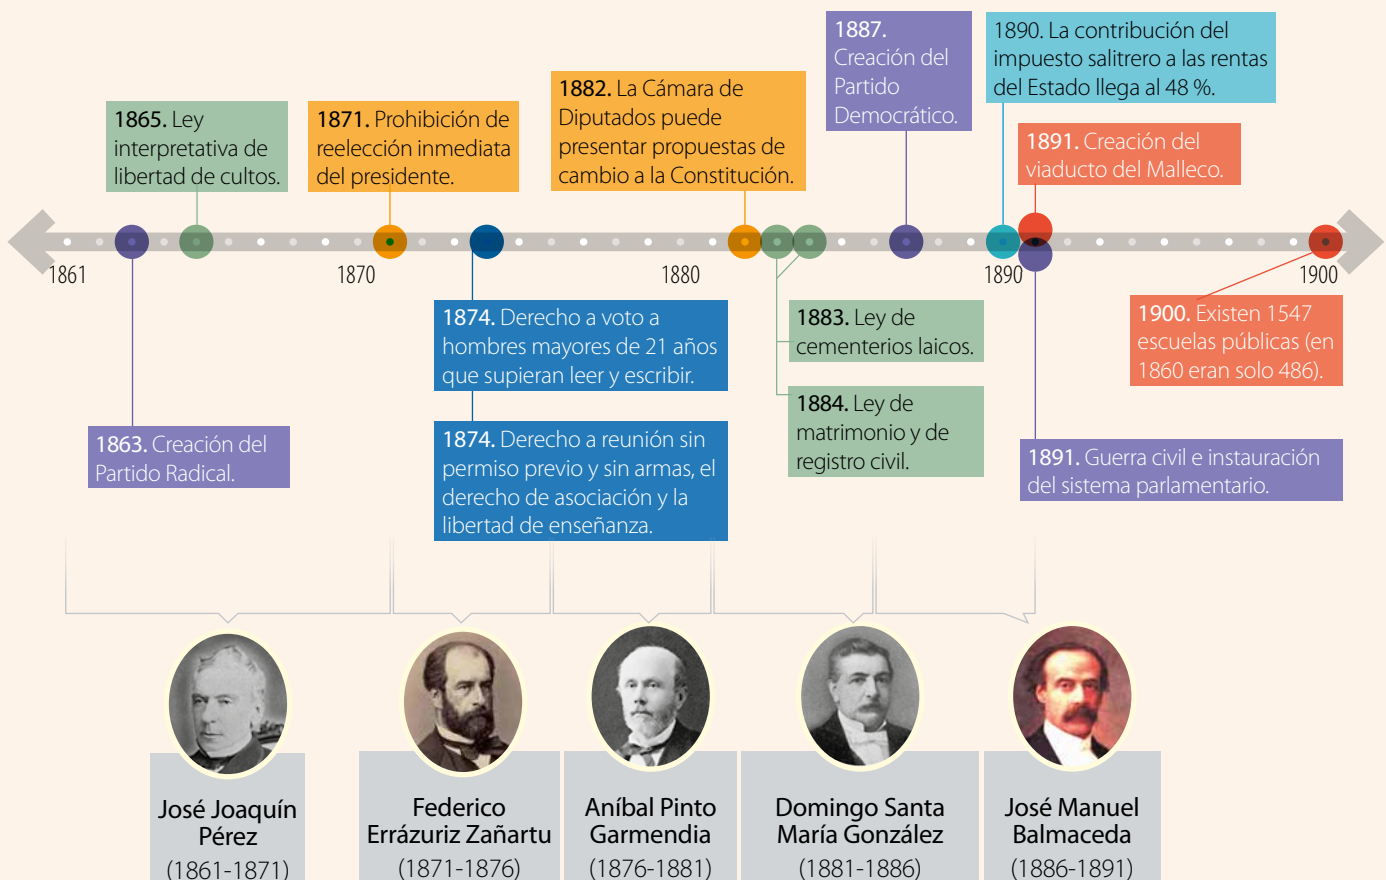 1887.
Creación del
Partido
Democrático.
1890. La contribución del
impuesto salitrero a las rentas
del Estado llega al 48 %.
1865. Ley
interpretativa de
libertad de cultos.
1871. Prohibición de
reelección inmediata
del presidente.
1882. La Cámara de
Diputados puede
presentar propuestas de
cambio a la Constitución.
1891. Creación del
viaducto del Malleco.
1861
1870
1880
1890
1900
1863. Creación del
Partido Radical.
1874. Derecho a voto a
hombres mayores de 21 años
que supieran leer y escribir.
1874. Derecho a reunión sin
permiso previo y sin armas, el
derecho de asociación y la
libertad de enseñanza.
1883. Ley de
cementerios laicos.
1884. Ley de
matrimonio y de
registro civil.
1900. Existen 1547
escuelas públicas (en
1860 eran solo 486).
1891. Guerra civil e instauración
del sistema parlamentario.
José Joaquín
Pérez
(1861-1871)
Federico
Errázuriz Zañartu
(1871-1876)
Aníbal Pinto
Garmendia
(1876-1881)
Domingo Santa
María González
(1881-1886)
José Manuel
Balmaceda
(1886-1891)